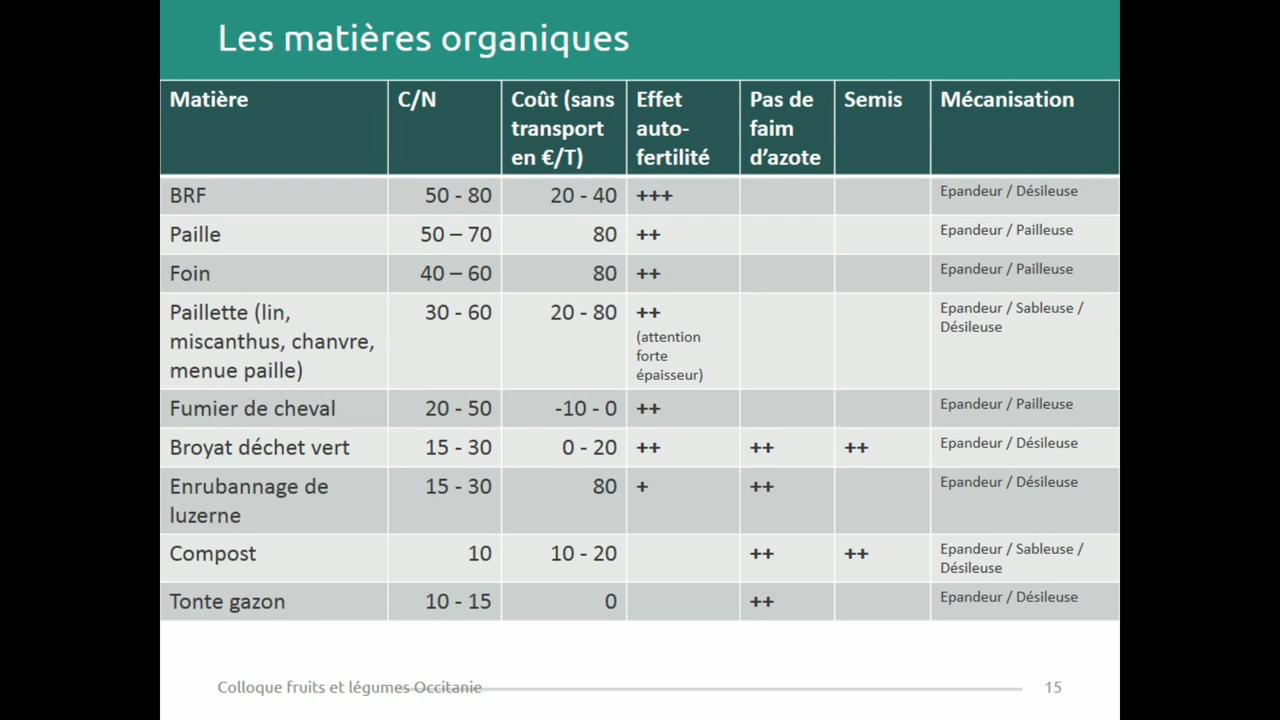 Les matières organiques
Matière C/N Coût (sans transport en €/T) Effet auto-fertilité Pas de faim d'azote Semis Mécanisation
BRF 50 - 80 20 - 40 +++ Epandeur / Désileuse
Paille 50 – 70 80 ++ Epandeur / Pailleuse
Foin 40 – 60 80 ++ Epandeur / Pailleuse
Paillette (lin, miscanthus, chanvre, menue paille) 30 - 60 20 - 80 ++ (attention forte épaisseur) Epandeur / Sableuse / Désileuse
Fumier de cheval 20 - 50 -10 - 0 ++ Epandeur / Pailleuse
Broyat déchet vert 15 - 30 0 - 20 ++ ++ ++ Epandeur / Désileuse
Enrubannage de luzerne 15 - 30 80 + ++ Epandeur / Désileuse
Compost 10 10 - 20 ++ ++ Epandeur / Sableuse / Désileuse
Tonte gazon 10 - 15 0 ++ Epandeur / Désileuse
Colloque fruits et légumes Occitanie 15